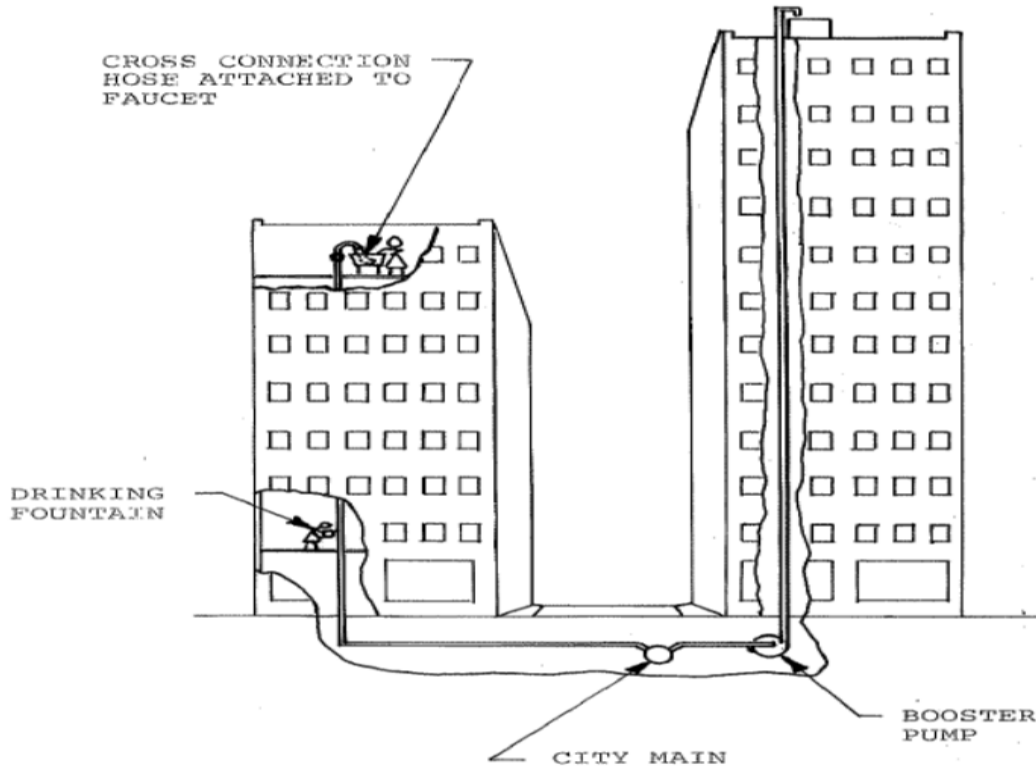 CROSS CONNECTION
HOSE ATTACHED TO
FAUCET
DRINKING
FOUNTAIN
BOOSTER
PUMP
CITY MAIN